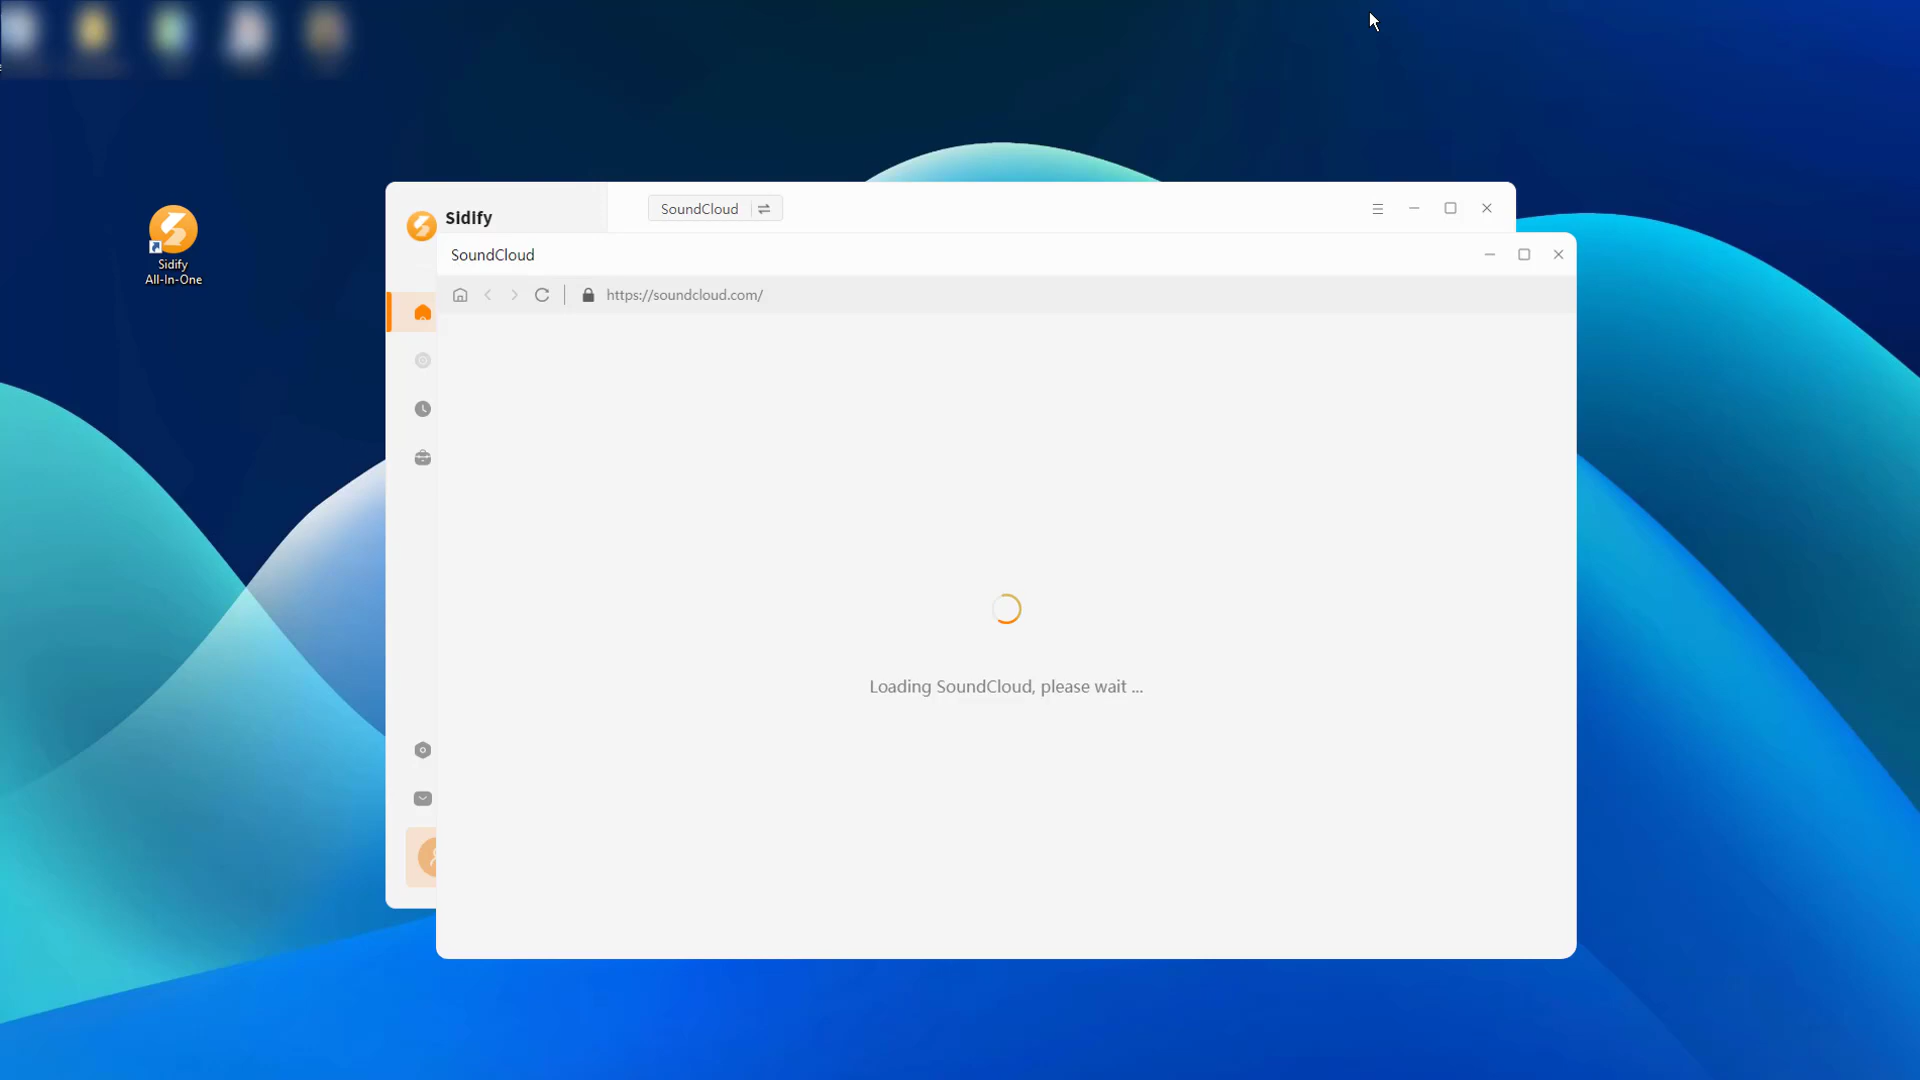 Sidify
All-In-One
Sidify
SoundCloud
SoundCloud
https://soundcloud.com/
Loading SoundCloud, please wait ...